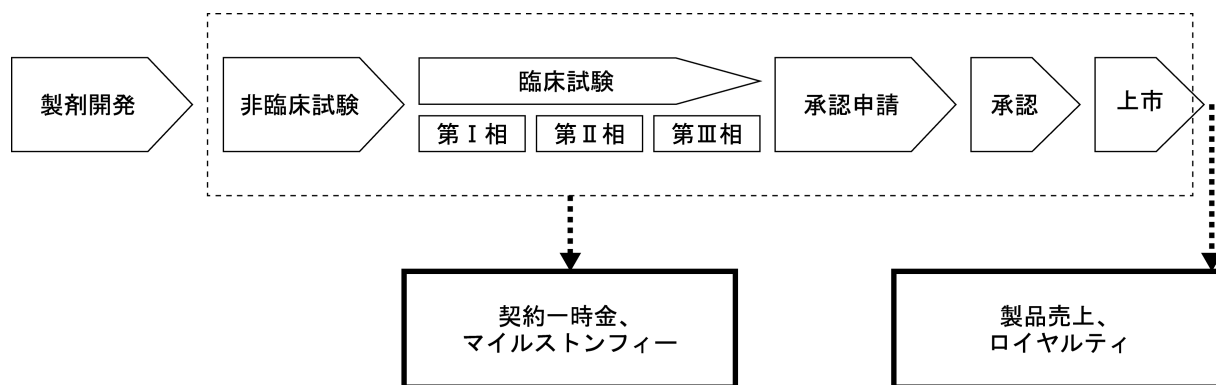 製剤開発
非臨床試験
臨床試験
第Ⅰ相
第Ⅱ相
第Ⅲ相
承認申請
承認
上市
契約一時金、
マイルストンフィー
製品売上、
ロイヤルティ